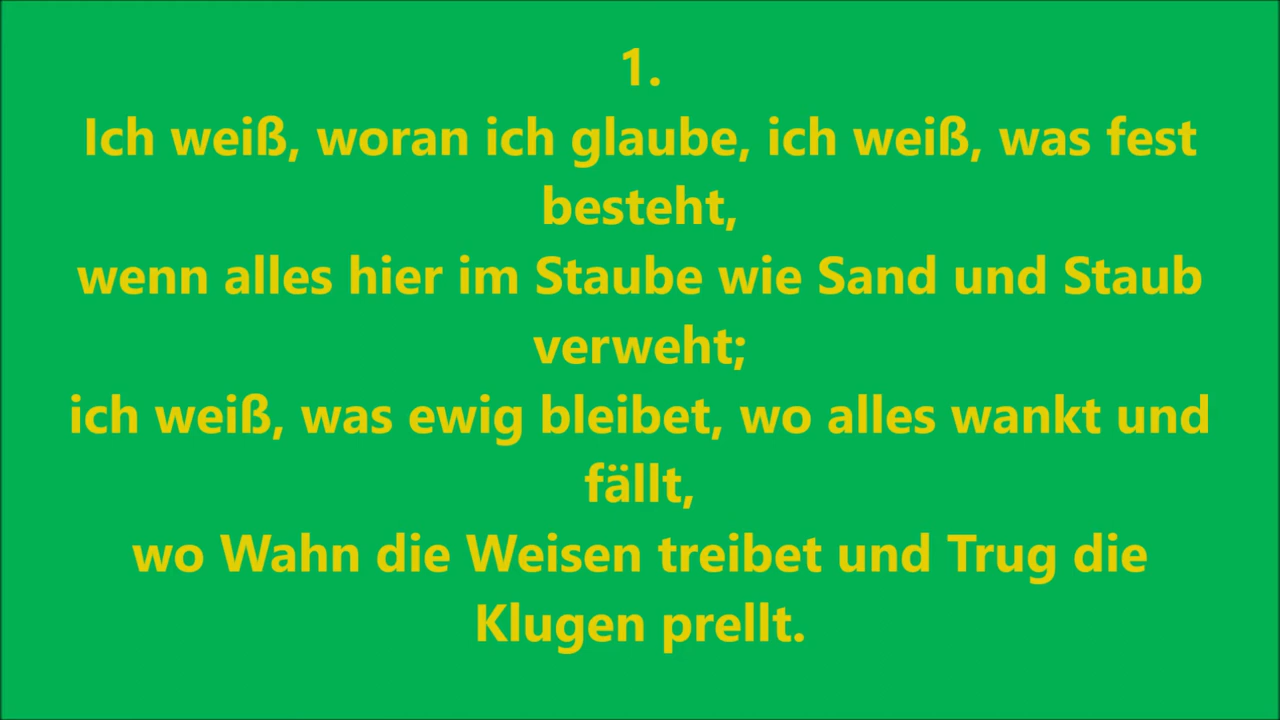 1.
Ich weiß, woran ich glaube, ich weiß, was fest
besteht,
wenn alles hier im Staube wie Sand und Staub
verweht;
ich weiß, was ewig bleibet, wo alles wankt und
fällt,
wo Wahn die Weisen treibet und Trug die
Klugen prellt.